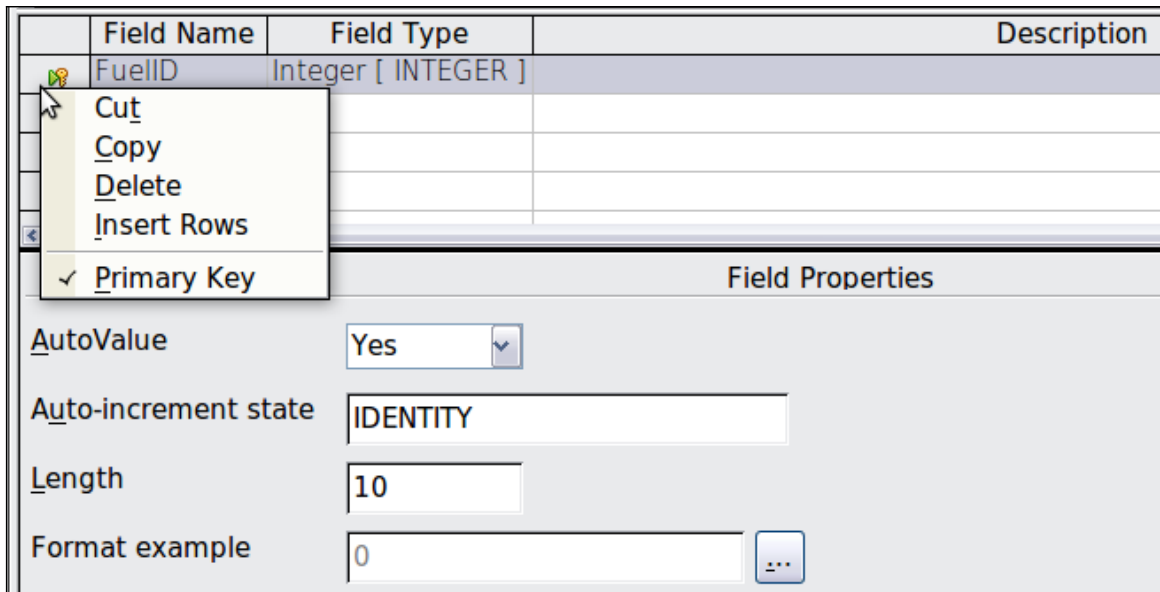 Field Name Field Type Description
FuelID Integer [ INTEGER ]
Cut
Copy
Delete
Insert Rows
Primary Key
Field Properties
AutoValue Yes
Auto-increment state IDENTITY
Length 10
Format example 0 ...